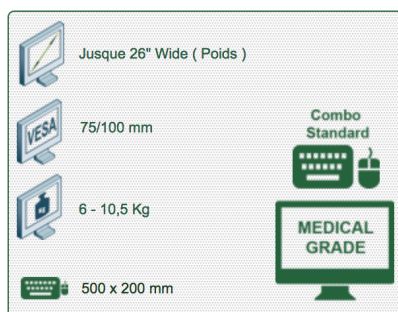 Jusque 26" Wide ( Poids )
VESA
75/100 mm
KG
6 - 10,5 Kg
500 x 200 mm
Combo
Standard
MEDICAL
GRADE